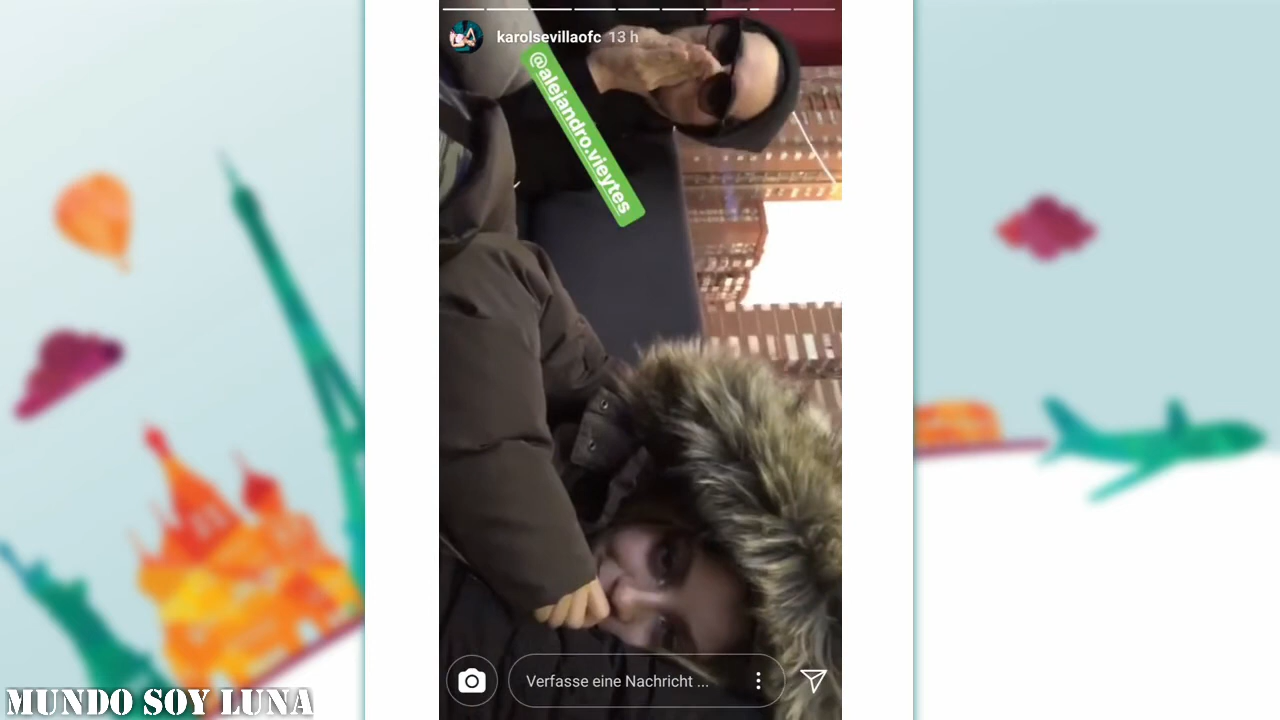 karolsevillaofc 13 h
@alejandro.vieytes
Verfasse eine Nachricht ...
MUNDO SOY LUNA